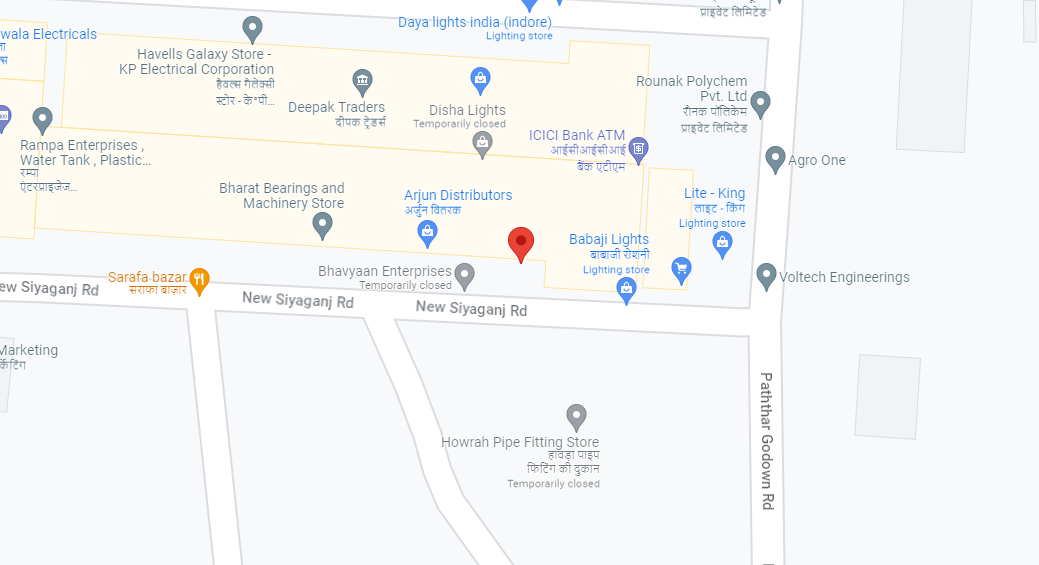 Daya lights india (indore)
Lighting store
प्राइवेट लिमिटेड
wala Electricals
Havells Galaxy Store -
KP Electrical Corporation
हैवल्स गैलेक्सी
स्टोर - के°पी...
Deepak Traders
दीपक ट्रेडर्स
Disha Lights
Temporarily closed
Rounak Polychem
Pvt. Ltd
रौनक पॉलिकेम
प्राइवेट लिमिटेड
ICICI Bank ATM
आईसीआईसीआई
बैंक एटीएम
Agro One
Rampa Enterprises ,
Water Tank , Plastic...
रम्पा
एंटरप्राइजेज...
Bharat Bearings and
Machinery Store
Arjun Distributors
अर्जुन वितरक
Lite - King
लाइट - किंग
Lighting store
Babaji Lights
बाबाजी रोशनी
Lighting store
Bhavyaan Enterprises
Temporarily closed
Voltech Engineerings
Sarafa bazar
सराफा बाज़ार
ew Siyaganj Rd
New Siyaganj Rd
New Siyaganj Rd
Marketing
र्केटिंग
Paththar Godown Rd
Howrah Pipe Fitting Store
हावड़ा पाइप
फिटिंग की दुकान
Temporarily closed